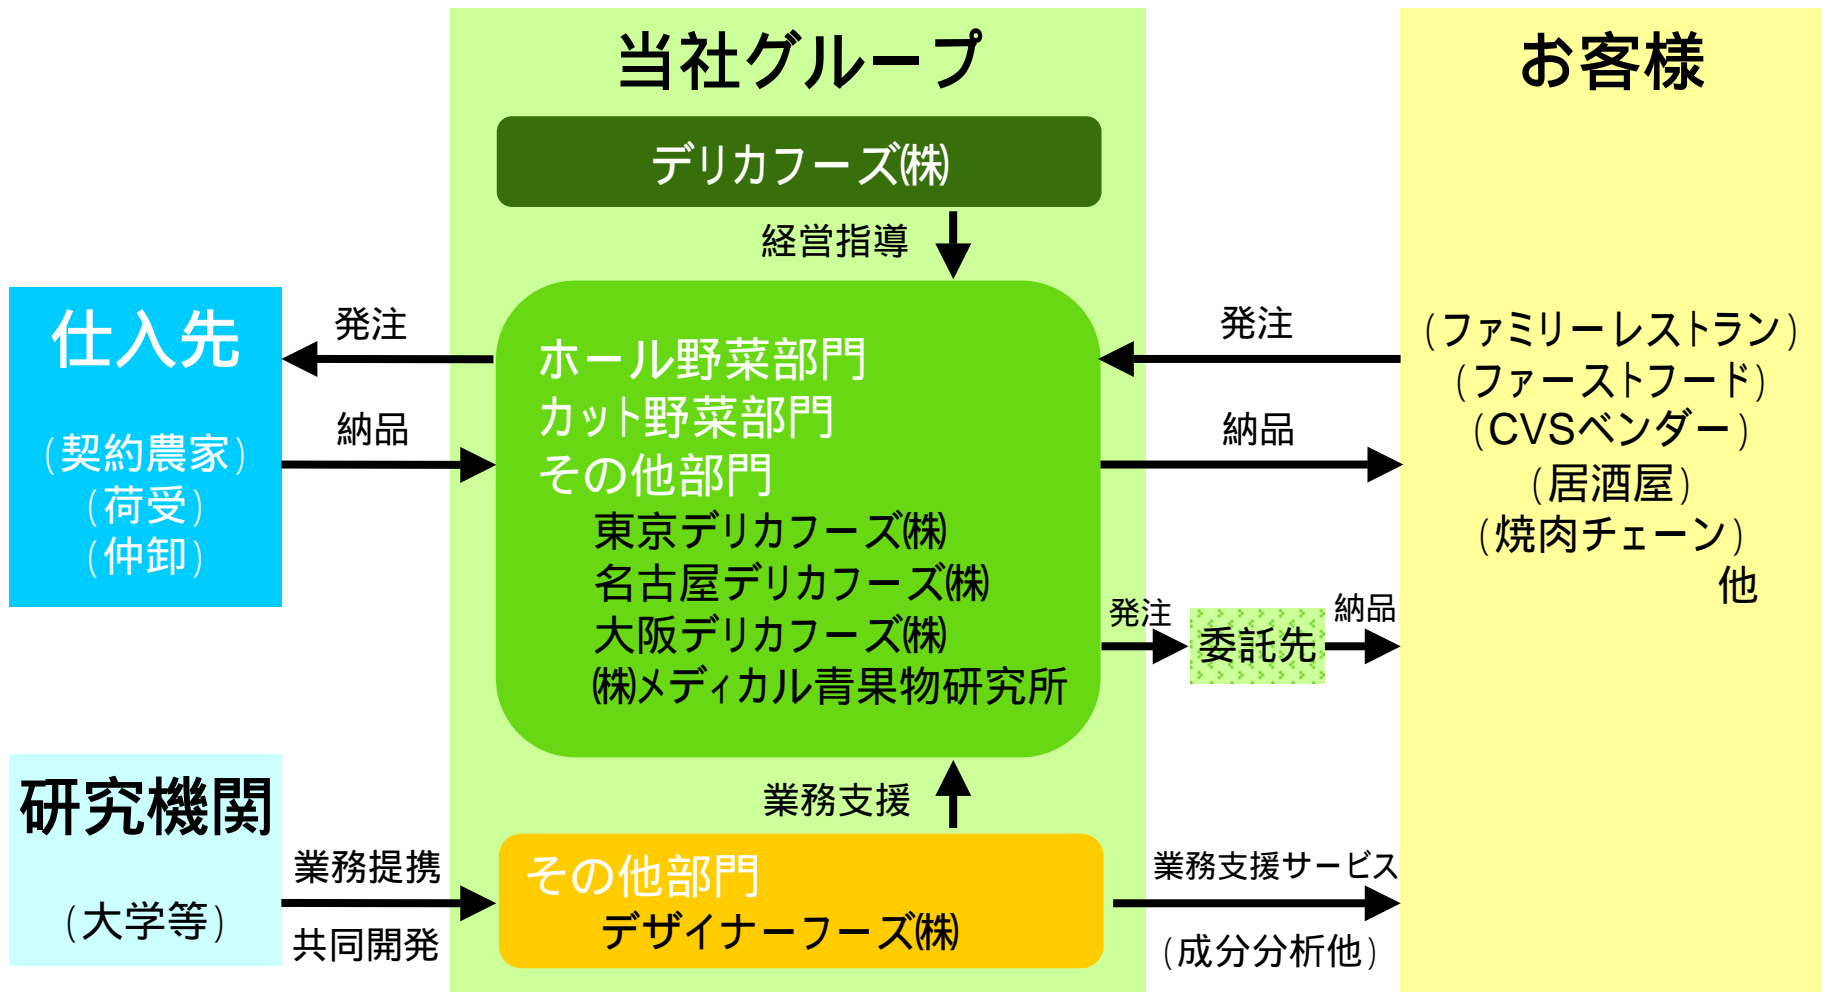 当社グループ
お客様
デリカフーズ㈱
経営指導
仕入先
(契約農家)
(荷受)
(仲卸)
発注
納品
ホール野菜部門
カット野菜部門
その他部門
東京デリカフーズ㈱
名古屋デリカフーズ㈱
大阪デリカフーズ㈱
㈱メディカル青果物研究所
発注
納品
(ファミリーレストラン)
(ファーストフード)
(CVSベンダー)
(居酒屋)
(焼肉チェーン)
他
発注
委託先
納品
研究機関
(大学等)
業務提携
共同開発
業務支援
その他部門
デザイナーフーズ㈱
業務支援サービス
(成分分析他)